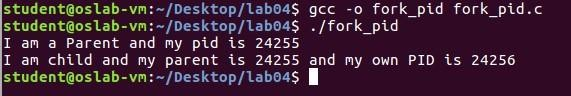 student@oslab-vm:~/Desktop/lab04$ gcc -o fork_pid fork_pid.c
student@oslab-vm:~/Desktop/lab04$ ./fork_pid
I am a Parent and my pid is 24255
I am child and my parent is 24255 and my own PID is 24256
student@oslab-vm:~/Desktop/lab04$